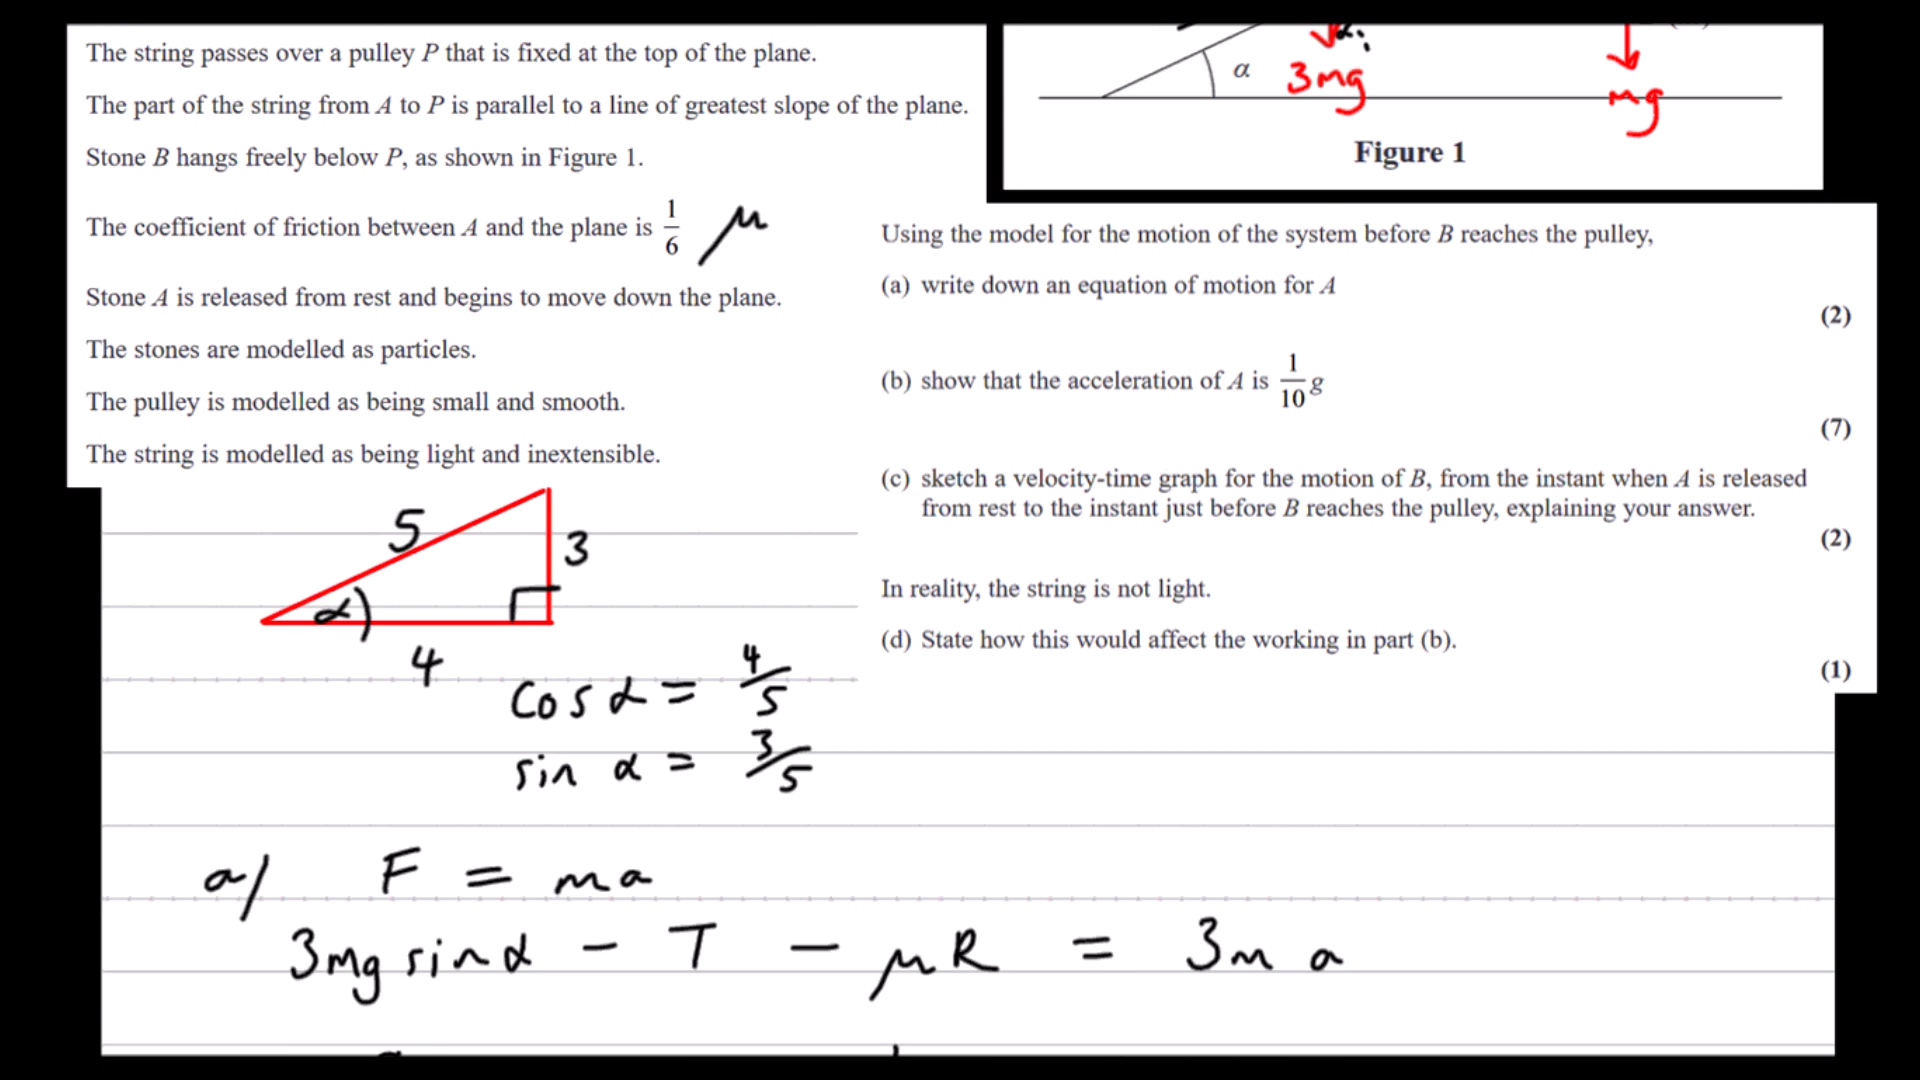 The string passes over a pulley P that is fixed at the top of the plane.
The part of the string from A to P is parallel to a line of greatest slope of the plane.
Stone B hangs freely below P, as shown in Figure 1.
The coefficient of friction between A and the plane is 1/6 μ
Stone A is released from rest and begins to move down the plane.
The stones are modelled as particles.
The pulley is modelled as being small and smooth.
The string is modelled as being light and inextensible.
5
3
α
4
cos α = 4/5
sin α = 3/5
α
α
3mg
mg
Figure 1
Using the model for the motion of the system before B reaches the pulley,
(a) write down an equation of motion for A
(2)
(b) show that the acceleration of A is 1/10 g
(7)
(c) sketch a velocity-time graph for the motion of B, from the instant when A is released
from rest to the instant just before B reaches the pulley, explaining your answer.
(2)
In reality, the string is not light.
(d) State how this would affect the working in part (b).
(1)
a/ F = ma
3mg sin α - T - μR = 3m a